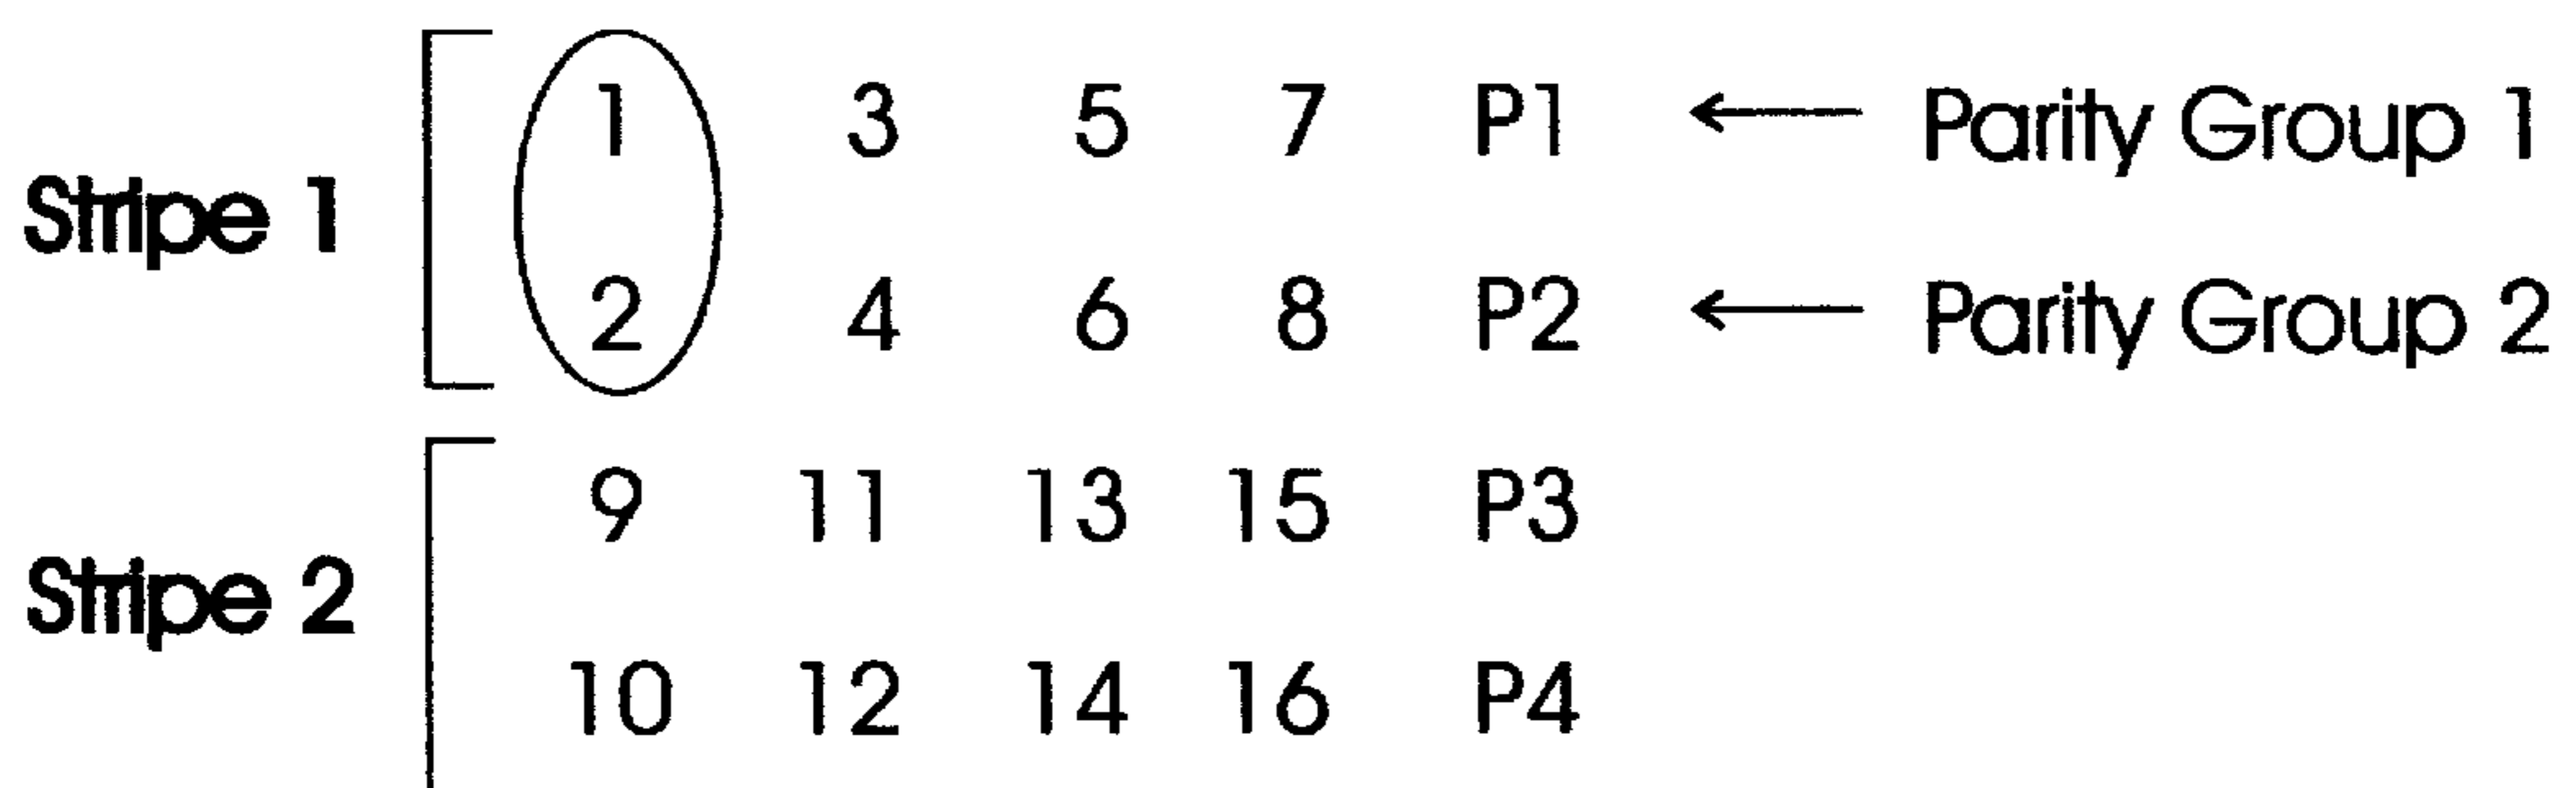 1 3 5 7 P1 ← Parity Group 1
Stripe 1
2 4 6 8 P2 ← Parity Group 2
9 11 13 15 P3
Stripe 2
10 12 14 16 P4